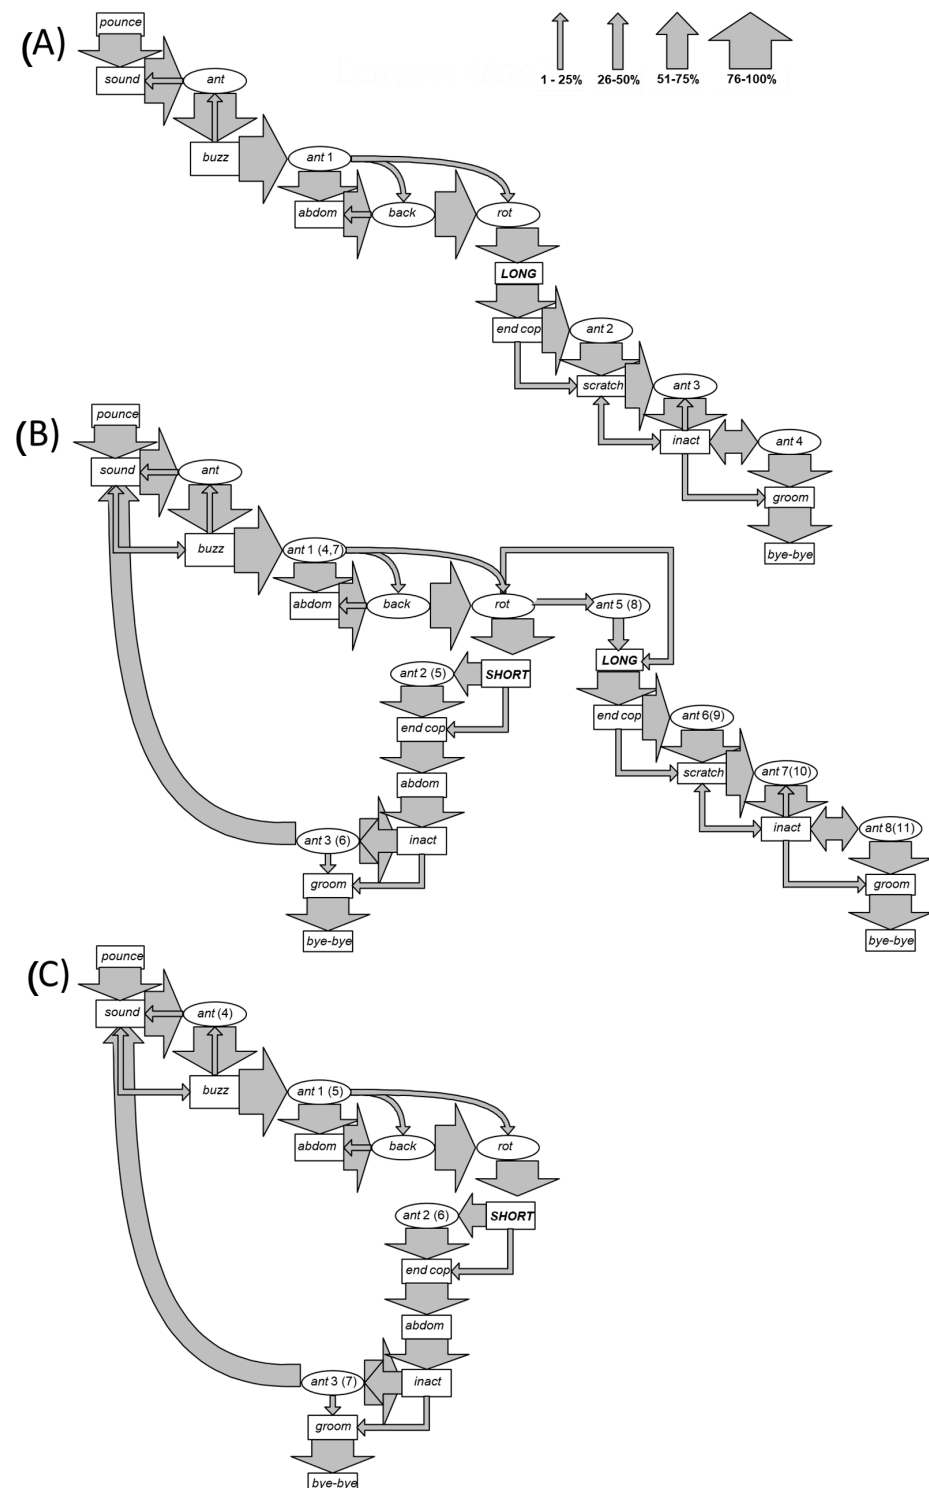 (A)
pounce
sound
ant
buzz
ant 1
abdom
back
rot
LONG
end cop
ant 2
scratch
ant 3
inact
ant 4
groom
bye-bye
1 - 25%
26-50%
51-75%
76-100%
(B)
pounce
sound
ant
buzz
ant 1 (4,7)
abdom
back
rot
ant 5 (8)
LONG
SHORT
ant 2 (5)
end cop
abdom
inact
ant 3 (6)
groom
bye-bye
end cop
ant 6(9)
scratch
ant 7(10)
inact
ant 8(11)
groom
bye-bye
(C)
pounce
sound
ant (4)
buzz
ant 1 (5)
abdom
back
rot
SHORT
ant 2 (6)
end cop
abdom
inact
ant 3 (7)
groom
bye-bye